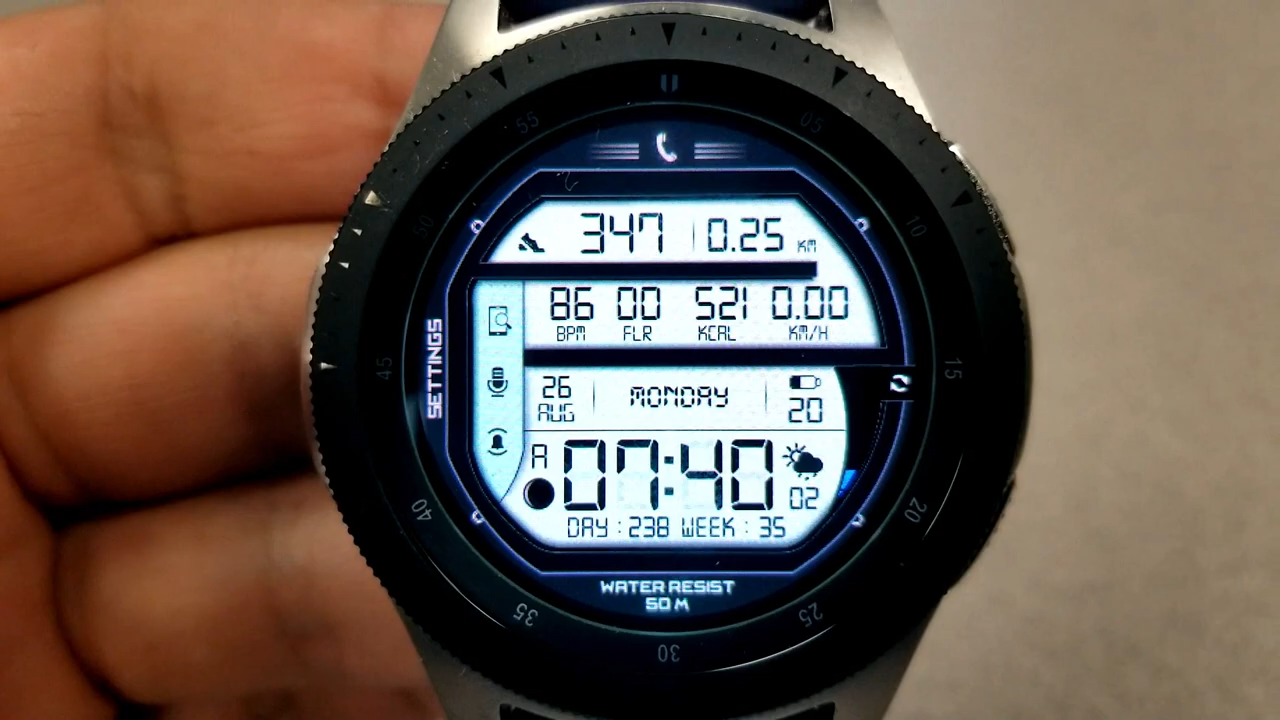 55
05
50
10
347 0.25 KM
86 00 521 0.00
BPM FLR KCAL KM/H
SETTINGS
45
15
26 MONDAY
AUG 20
A 07:40
02
DAY : 238 WEEK : 35
40
20
WATER RESIST
50 M
35
25
30